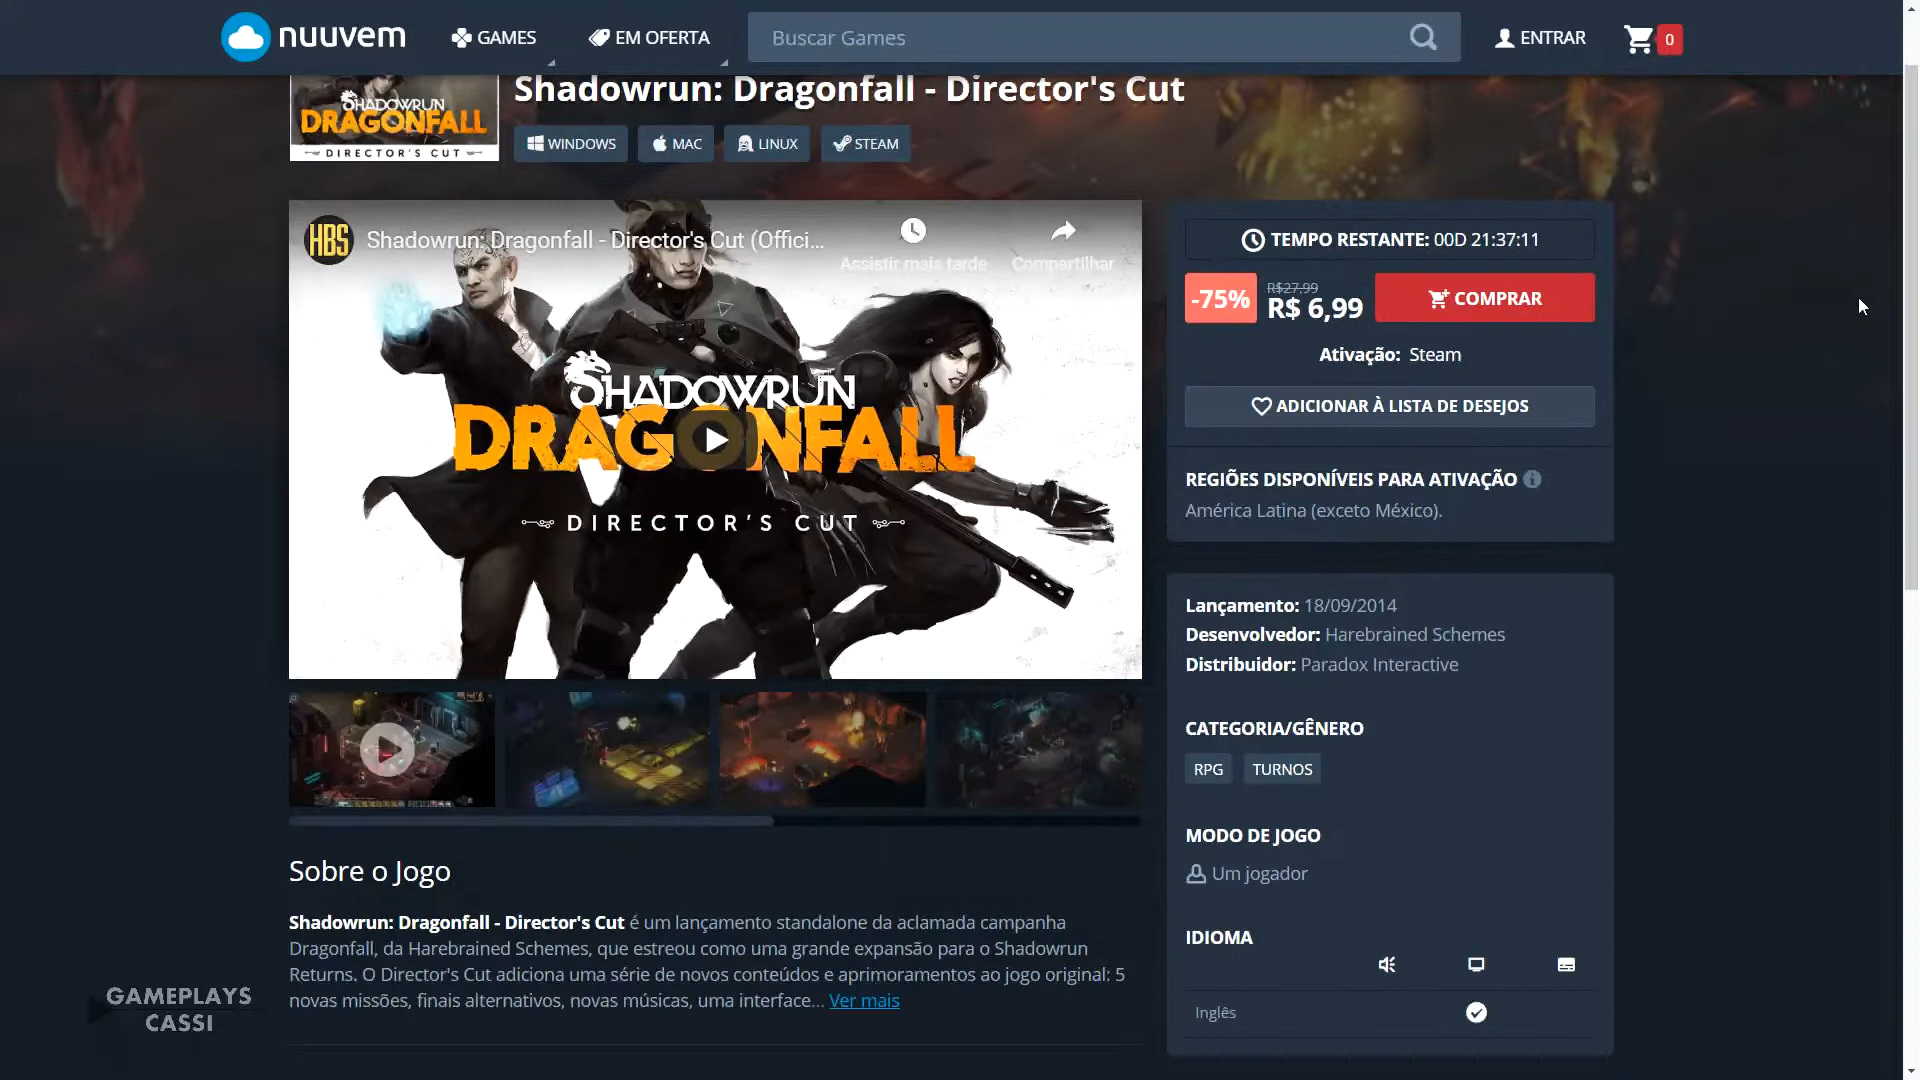 nuuvem
GAMES
EM OFERTA
Buscar Games
ENTRAR
0
SHADOWRUN
DRAGONFALL
DIRECTOR'S CUT
Shadowrun: Dragonfall - Director's Cut
WINDOWS
MAC
LINUX
STEAM
HBS
Shadowrun: Dragonfall - Director's Cut (Offici...
Assistir mais tarde
Compartilhar
SHADOWRUN
DRAGONFALL
DIRECTOR'S CUT
TEMPO RESTANTE: 00D 21:37:11
-75%
R$27,99
R$ 6,99
COMPRAR
Ativação: Steam
ADICIONAR À LISTA DE DESEJOS
REGIÕES DISPONÍVEIS PARA ATIVAÇÃO
América Latina (exceto México).
Lançamento: 18/09/2014
Desenvolvedor: Harebrained Schemes
Distribuidor: Paradox Interactive
CATEGORIA/GÊNERO
RPG
TURNOS
MODO DE JOGO
Um jogador
IDIOMA
Inglês
Sobre o Jogo
Shadowrun: Dragonfall - Director's Cut é um lançamento standalone da aclamada campanha
Dragonfall, da Harebrained Schemes, que estreou como uma grande expansão para o Shadowrun
Returns. O Director's Cut adiciona uma série de novos conteúdos e aprimoramentos ao jogo original: 5
novas missões, finais alternativos, novas músicas, uma interface... Ver mais
GAMEPLAYS
CASSI